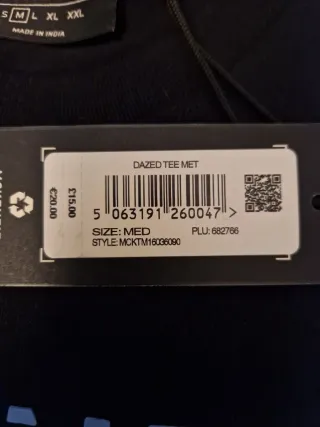 S M L XL XXL
MADE IN INDIA
DAZED TEE MET
£15.00
€20.00
5 063191 260047 >
SIZE: MED PLU: 682766
STYLE: MCKTM16036090